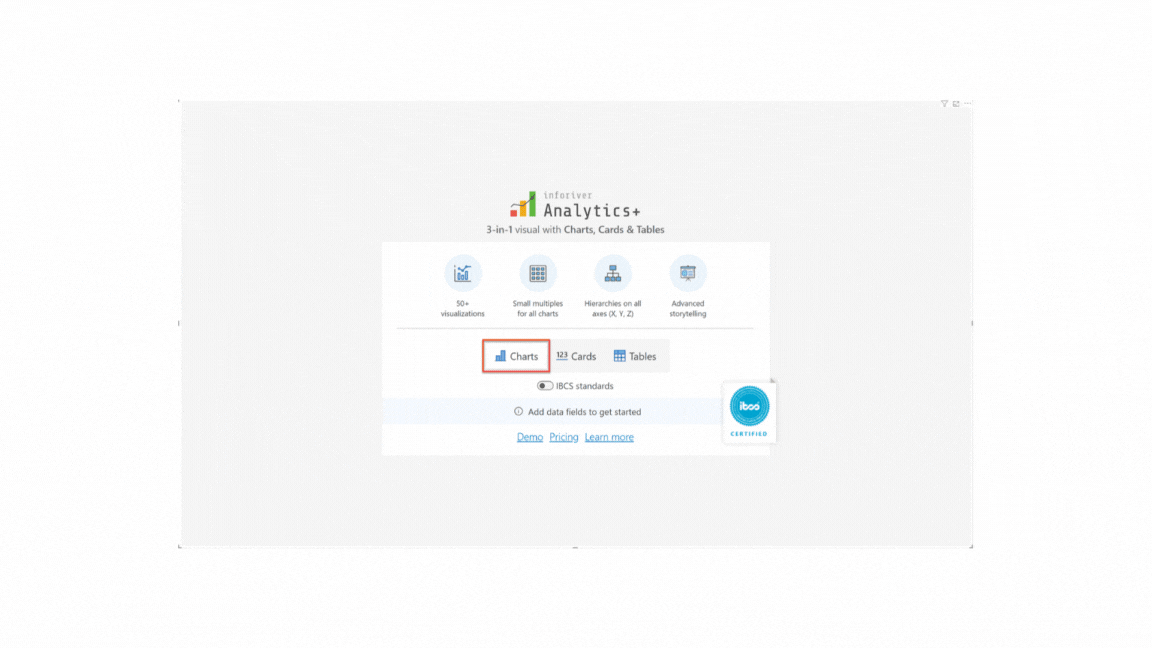 inforiver
Analytics+
3-in-1 visual with Charts, Cards & Tables
50+
visualizations
Small multiples
for all charts
Hierarchies on all
axes (X, Y, Z)
Advanced
storytelling
Charts
123 Cards
Tables
IBCS standards
Add data fields to get started
Demo Pricing Learn more
ibcs
CERTIFIED